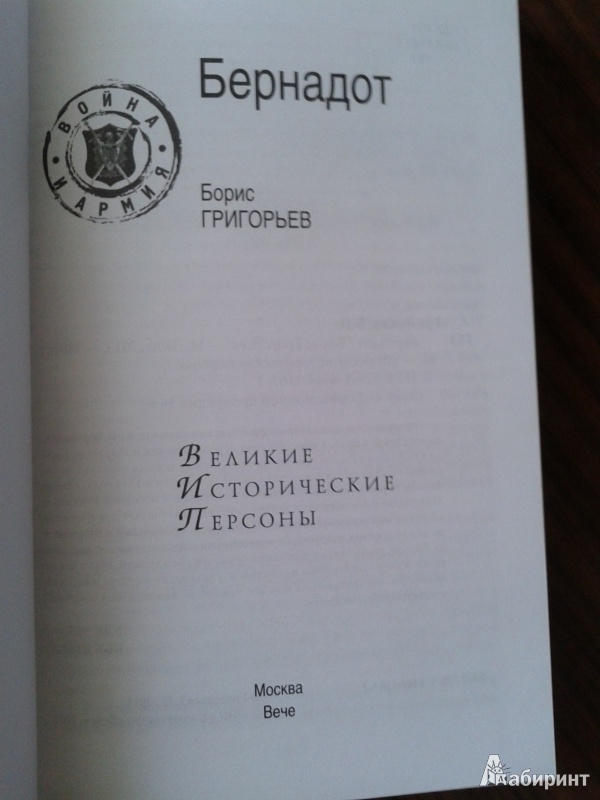 Бернадот
ВОЙНА
И АРМИЯ
Борис
ГРИГОРЬЕВ
Великие
Исторические
Персоны
Москва
Вече
Лабиринт